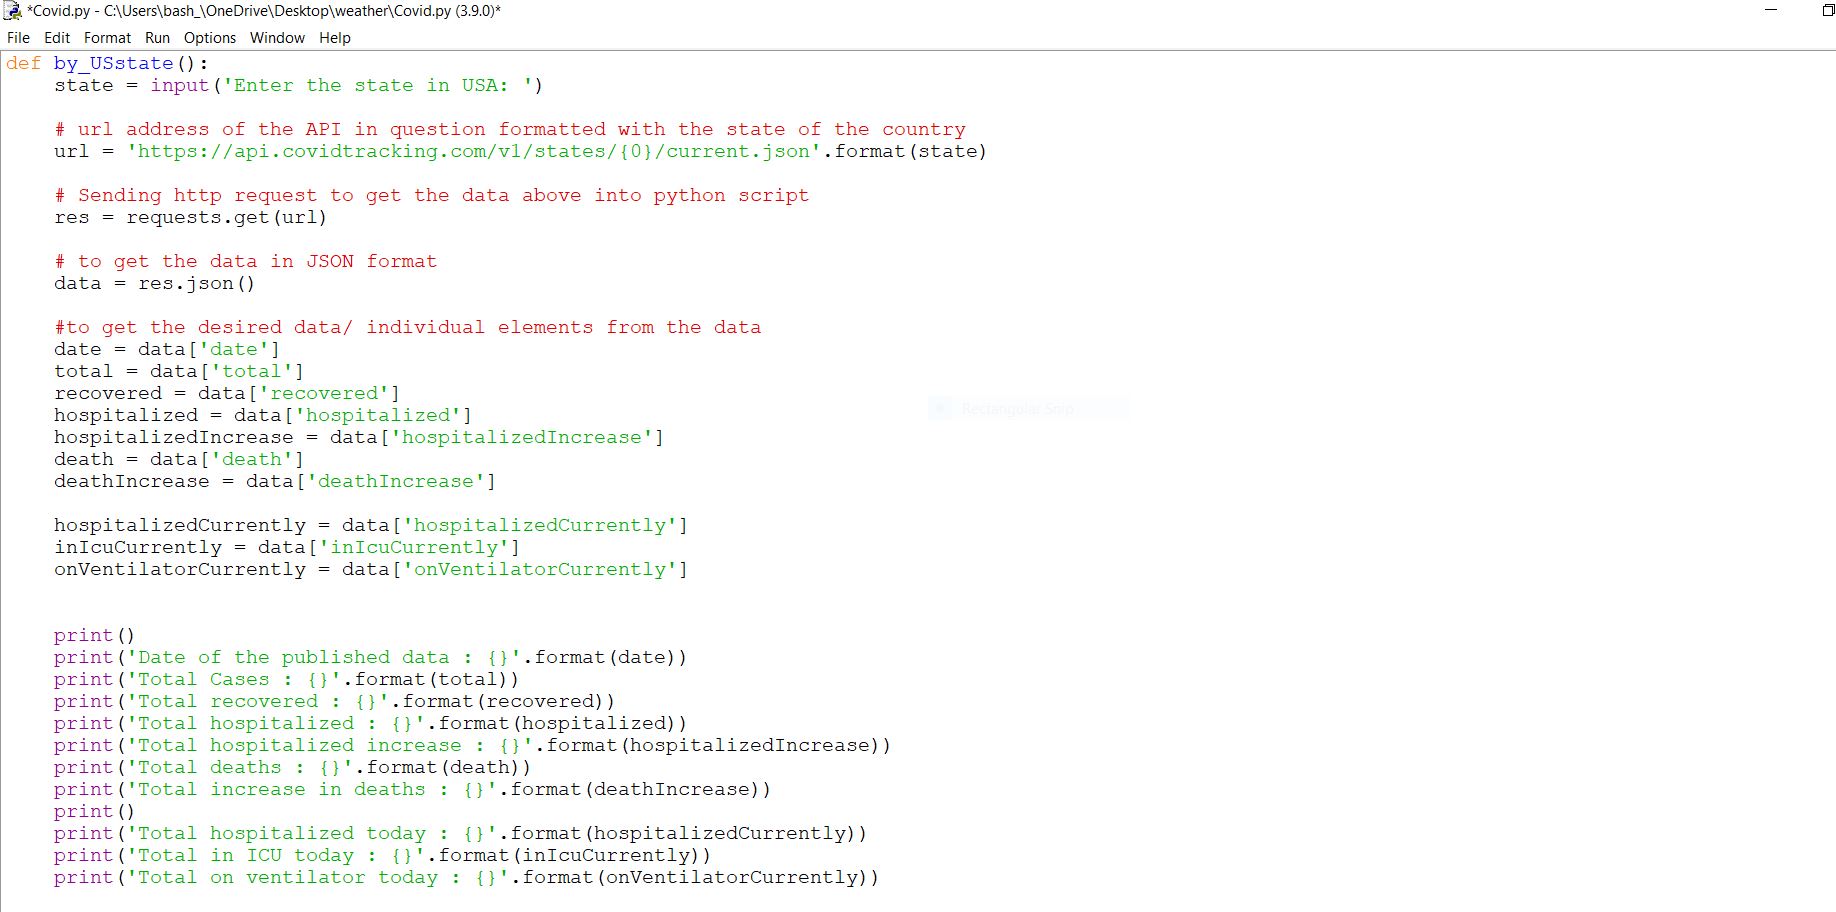 *Covid.py - C:\Users\bash_\OneDrive\Desktop\weather\Covid.py (3.9.0)*
File Edit Format Run Options Window Help
def by_USstate():
    state = input('Enter the state in USA: ')
    # url address of the API in question formatted with the state of the country
    url = 'https://api.covidtracking.com/v1/states/{0}/current.json'.format(state)
    # Sending http request to get the data above into python script
    res = requests.get(url)
    # to get the data in JSON format
    data = res.json()
    #to get the desired data/ individual elements from the data
    date = data['date']
    total = data['total']
    recovered = data['recovered']
    hospitalized = data['hospitalized']
    hospitalizedIncrease = data['hospitalizedIncrease']
    death = data['death']
    deathIncrease = data['deathIncrease']
    hospitalizedCurrently = data['hospitalizedCurrently']
    inIcuCurrently = data['inIcuCurrently']
    onVentilatorCurrently = data['onVentilatorCurrently']
    print()
    print('Date of the published data : {}'.format(date))
    print('Total Cases : {}'.format(total))
    print('Total recovered : {}'.format(recovered))
    print('Total hospitalized : {}'.format(hospitalized))
    print('Total hospitalized increase : {}'.format(hospitalizedIncrease))
    print('Total deaths : {}'.format(death))
    print('Total increase in deaths : {}'.format(deathIncrease))
    print()
    print('Total hospitalized today : {}'.format(hospitalizedCurrently))
    print('Total in ICU today : {}'.format(inIcuCurrently))
    print('Total on ventilator today : {}'.format(onVentilatorCurrently))
Rectangular Snip